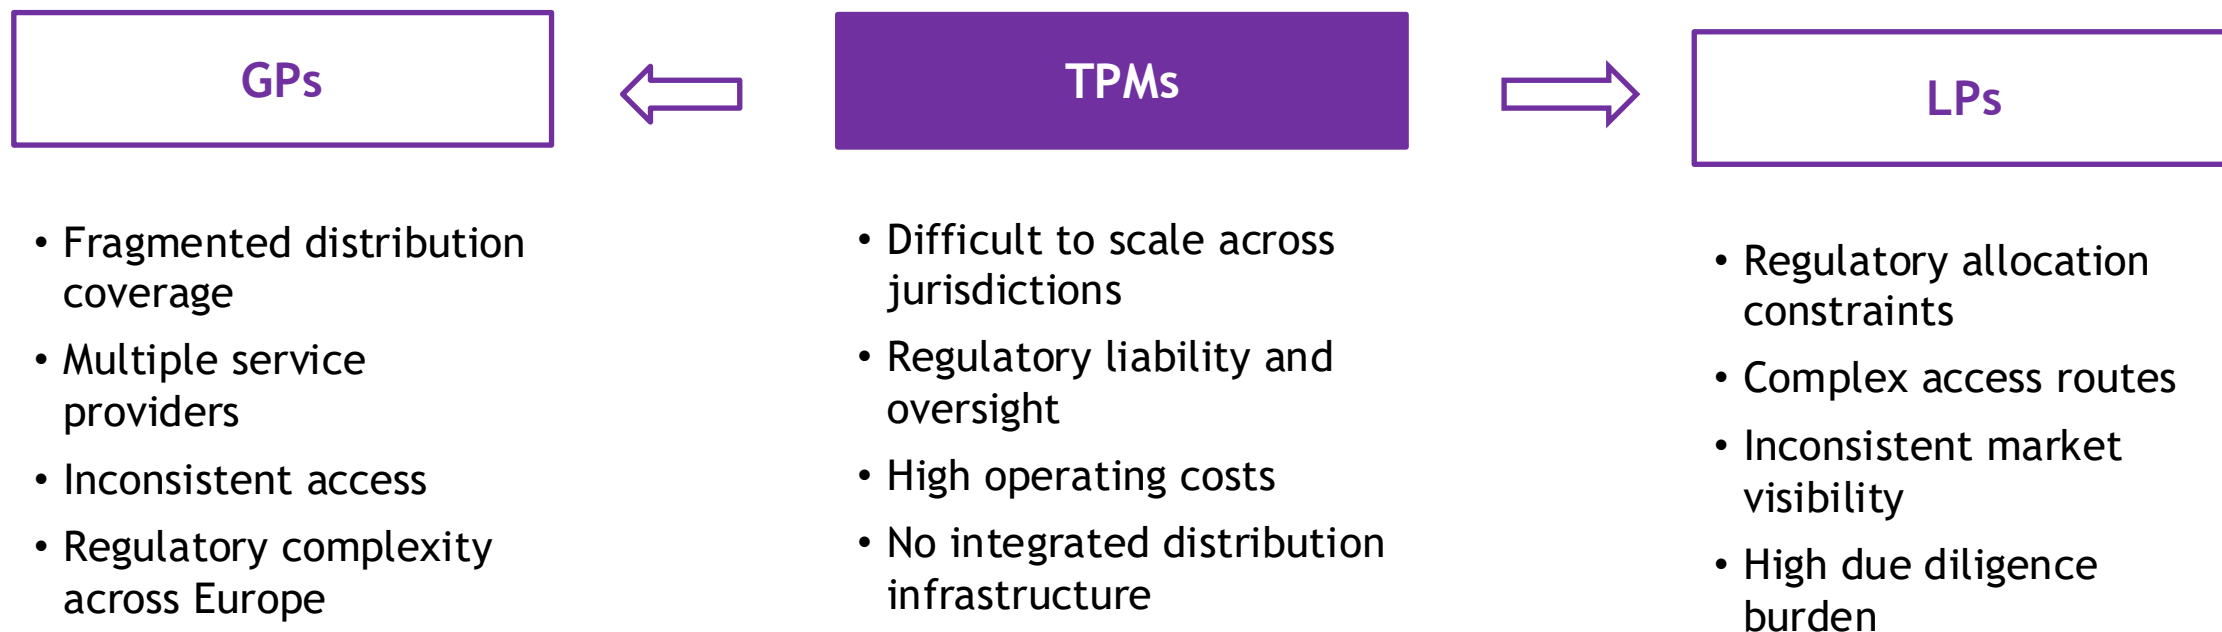 GPs
• Fragmented distribution
coverage
• Multiple service
providers
• Inconsistent access
• Regulatory complexity
across Europe
TPMs
• Difficult to scale across
jurisdictions
• Regulatory liability and
oversight
• High operating costs
• No integrated distribution
infrastructure
LPs
• Regulatory allocation
constraints
• Complex access routes
• Inconsistent market
visibility
• High due diligence
burden